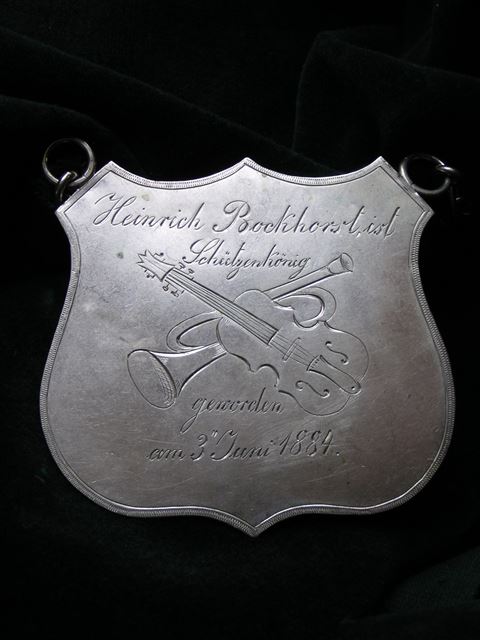 Heinrich Bockhorst, ist
Schützenkönig
geworden
am 3" Juni 1884.